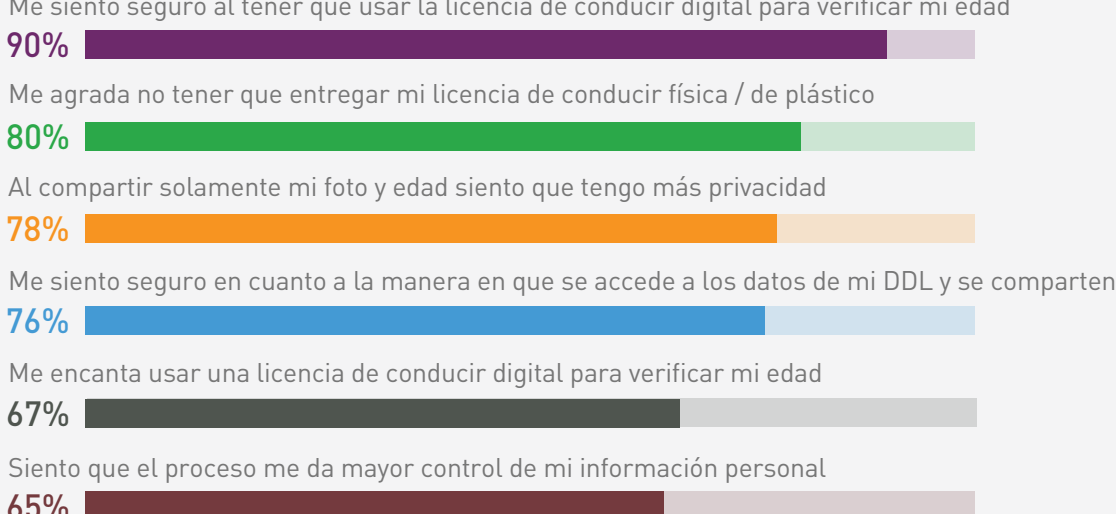 Me siento seguro al tener que usar la licencia de conducir digital para verificar mi edad
90%
Me agrada no tener que entregar mi licencia de conducir física / de plástico
80%
Al compartir solamente mi foto y edad siento que tengo más privacidad
78%
Me siento seguro en cuanto a la manera en que se accede a los datos de mi DDL y se comparten
76%
Me encanta usar una licencia de conducir digital para verificar mi edad
67%
Siento que el proceso me da mayor control de mi información personal
65%